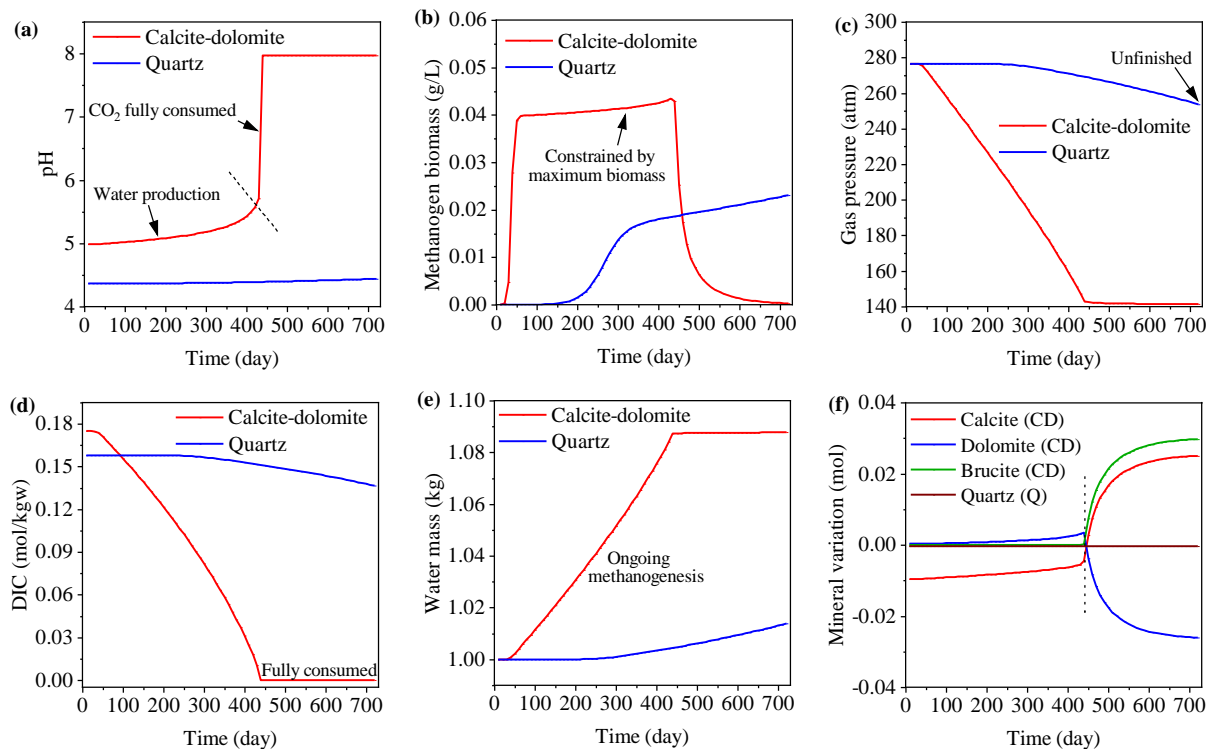 (a)
Calcite-dolomite
Quartz
CO2 fully consumed
Water production
pH
8
7
6
5
4
0 100 200 300 400 500 600 700
Time (day)
(b)
Calcite-dolomite
Quartz
Constrained by
maximum biomass
Methanogen biomass (g/L)
0.06
0.05
0.04
0.03
0.02
0.01
0.00
0 100 200 300 400 500 600 700
Time (day)
(c)
Unfinished
Calcite-dolomite
Quartz
Gas pressure (atm)
300
280
260
240
220
200
180
160
140
0 100 200 300 400 500 600 700
Time (day)
(d)
Calcite-dolomite
Quartz
Fully consumed
DIC (mol/kgw)
0.18
0.15
0.12
0.09
0.06
0.03
0.00
0 100 200 300 400 500 600 700
Time (day)
(e)
Calcite-dolomite
Quartz
Ongoing
methanogenesis
Water mass (kg)
1.10
1.08
1.06
1.04
1.02
1.00
0 100 200 300 400 500 600 700
Time (day)
(f)
Calcite (CD)
Dolomite (CD)
Brucite (CD)
Quartz (Q)
Mineral variation (mol)
0.04
0.02
0.00
-0.02
-0.04
0 100 200 300 400 500 600 700
Time (day)